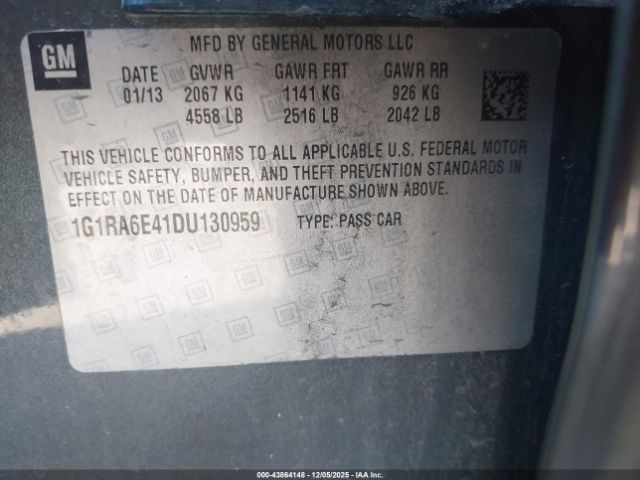 GM
MFD BY GENERAL MOTORS LLC
DATE GVWR GAWR FRT GAWR RR
01/13 2067 KG 1141 KG 926 KG
4558 LB 2516 LB 2042 LB
THIS VEHICLE CONFORMS TO ALL APPLICABLE U.S. FEDERAL MOTOR
VEHICLE SAFETY, BUMPER, AND THEFT PREVENTION STANDARDS IN
EFFECT ON THE DATE OF MANUFACTURE SHOWN ABOVE.
1G1RA6E41DU130959 TYPE: PASS CAR
000-43864148 - 12/05/2025 - IAA Inc.